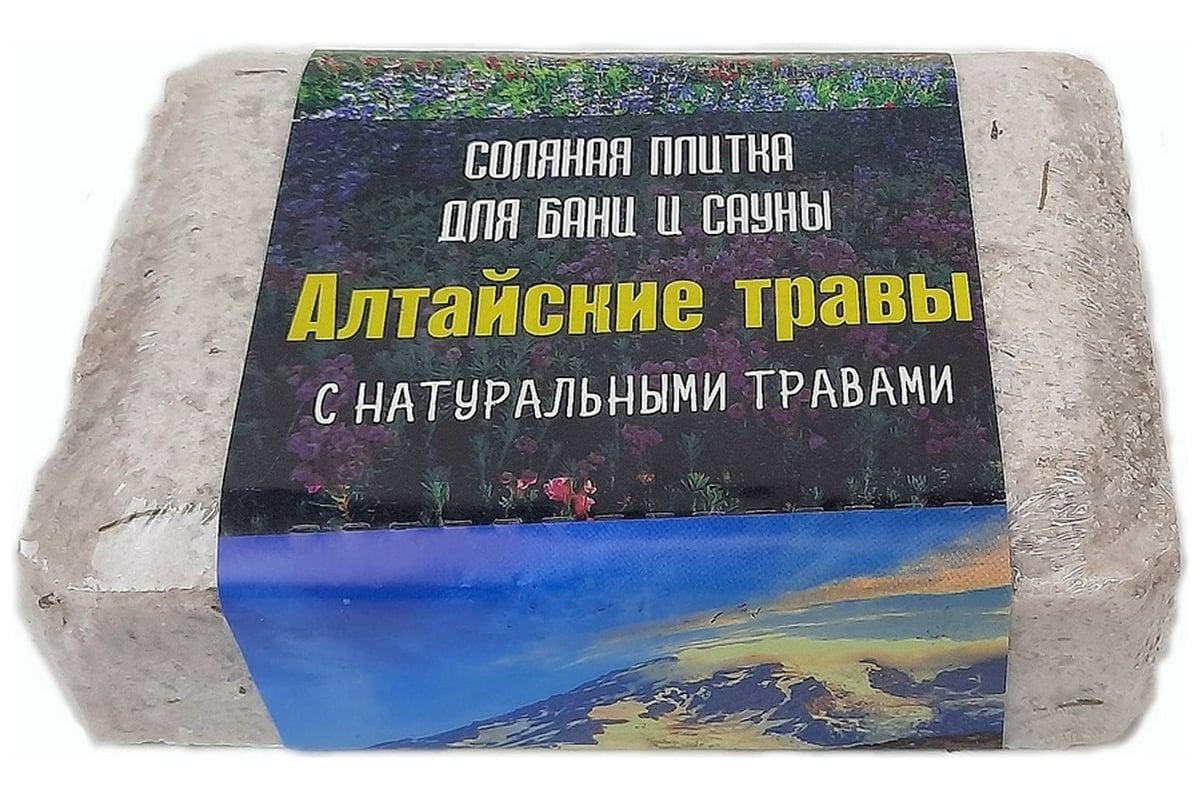 СОЛЯНАЯ ПЛИТКА
ДЛЯ БАНИ И САУНЫ
Алтайские травы
С НАТУРАЛЬНЫМИ ТРАВАМИ